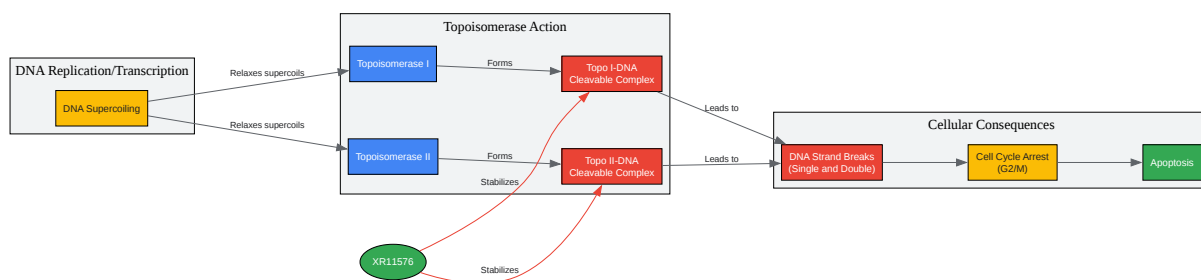 DNA Replication/Transcription
DNA Supercoiling
Relaxes supercoils
Relaxes supercoils
Topoisomerase Action
Topoisomerase I
Forms
Topo I-DNA
Cleavable Complex
Topoisomerase II
Forms
Topo II-DNA
Cleavable Complex
Stabilizes
XR11576
Stabilizes
Leads to
Leads to
Cellular Consequences
DNA Strand Breaks
(Single and Double)
Cell Cycle Arrest
(G2/M)
Apoptosis